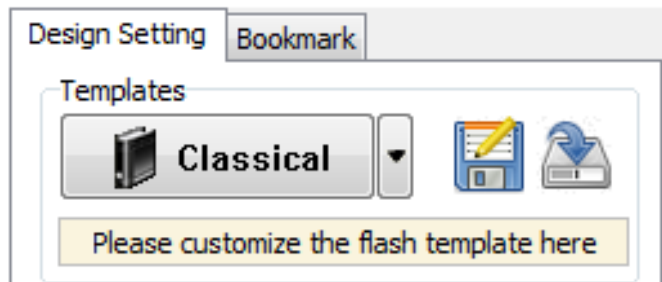 Design Setting Bookmark
Templates
Classical
Please customize the flash template here